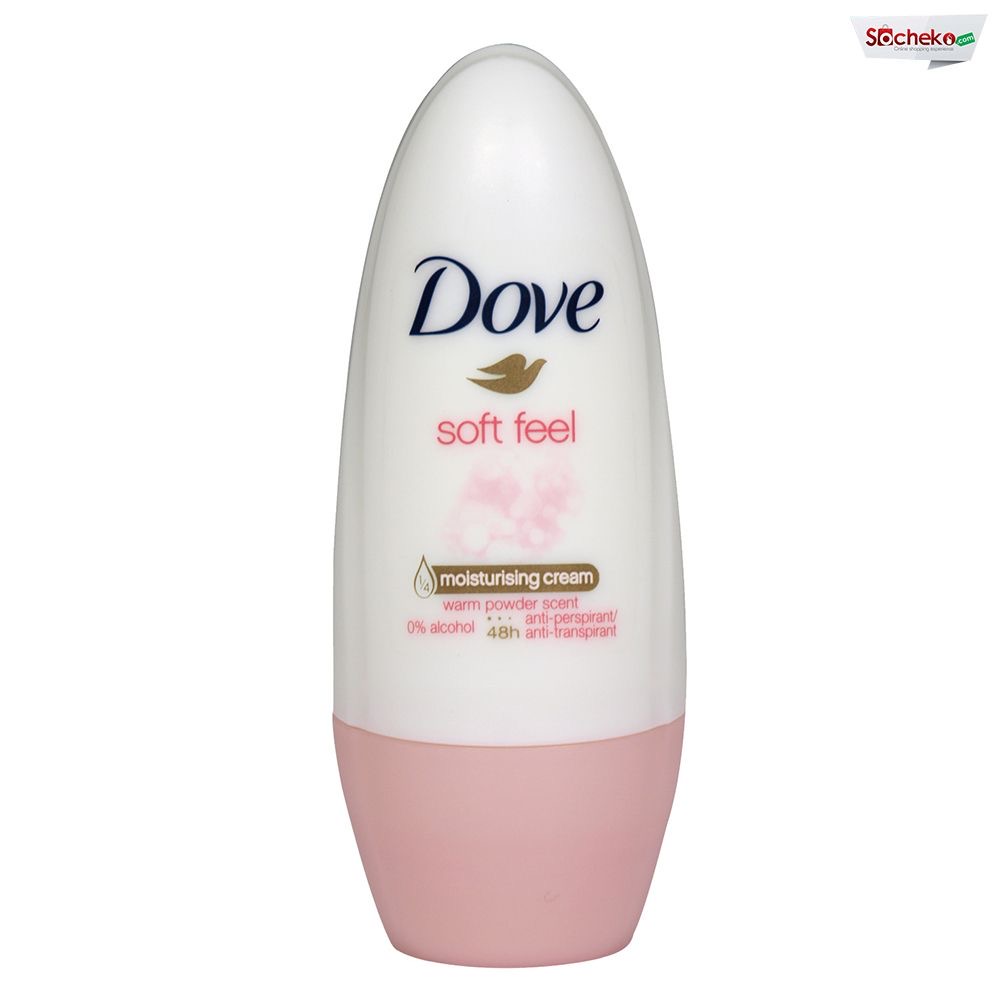 Socheko.com
Online shopping experience
Dove
soft feel
1/4 moisturising cream
warm powder scent
0% alcohol 48h anti-perspirant/
anti-transpirant